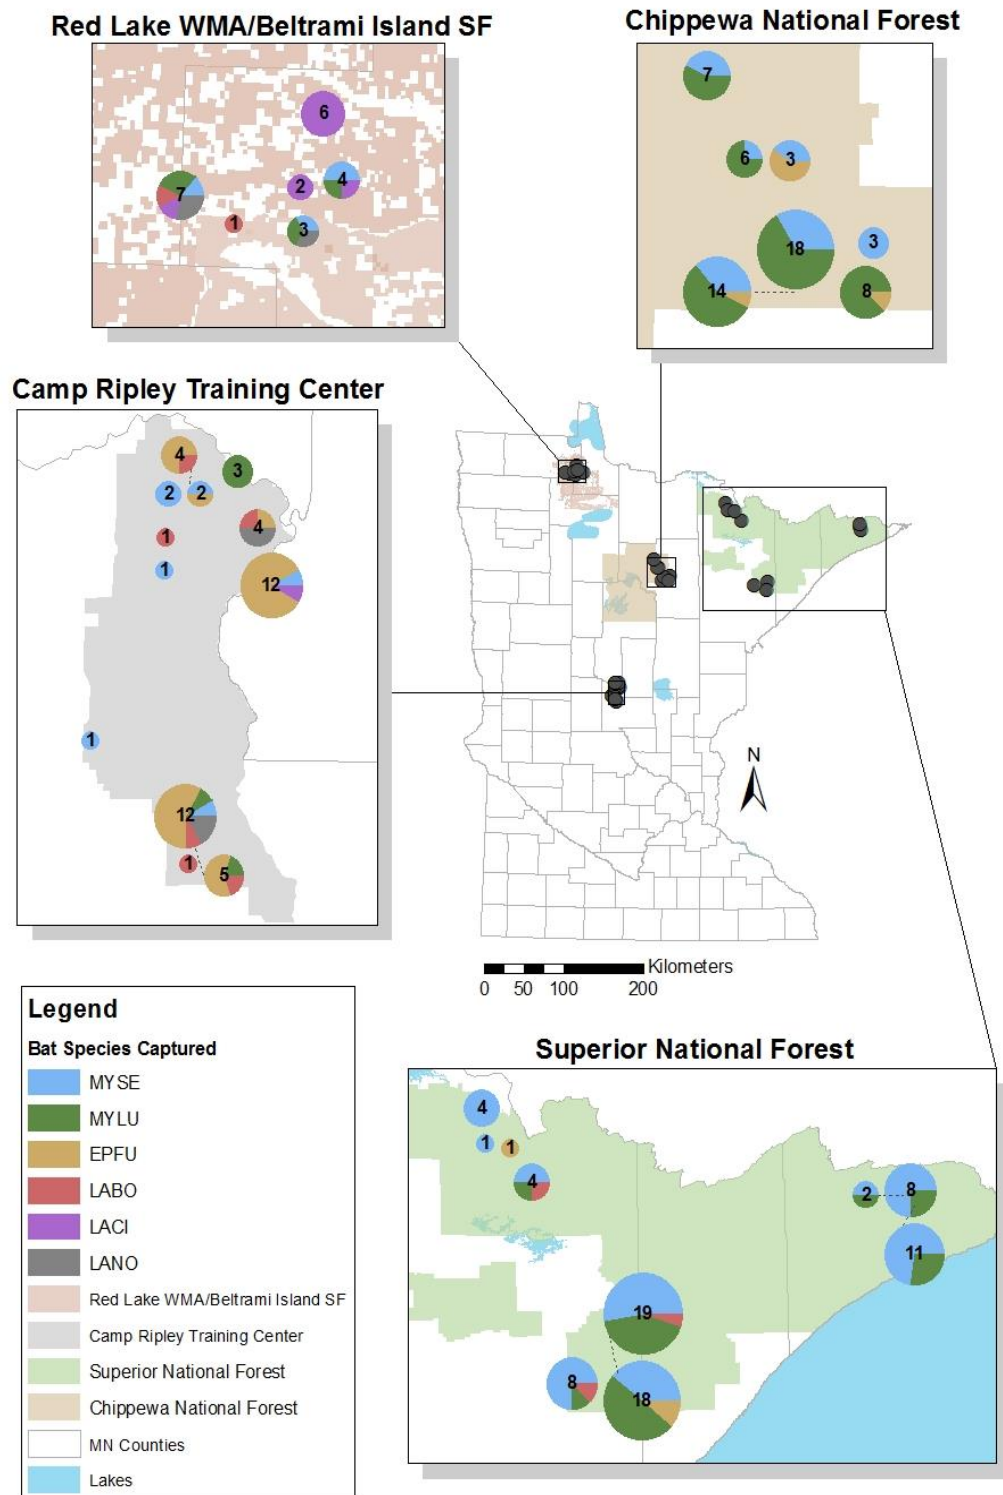 Red Lake WMA/Beltrami Island SF
6
7
2
4
1
3
Chippewa National Forest
7
6
3
18
3
14
8
Camp Ripley Training Center
4
3
2
2
4
1
1
12
1
12
1
5
N
Kilometers
0 50 100 200
Legend
Bat Species Captured
MYSE
MYLU
EPFU
LABO
LACI
LANO
Red Lake WMA/Beltrami Island SF
Camp Ripley Training Center
Superior National Forest
Chippewa National Forest
MN Counties
Lakes
Superior National Forest
4
1
1
4
2
8
11
19
8
18